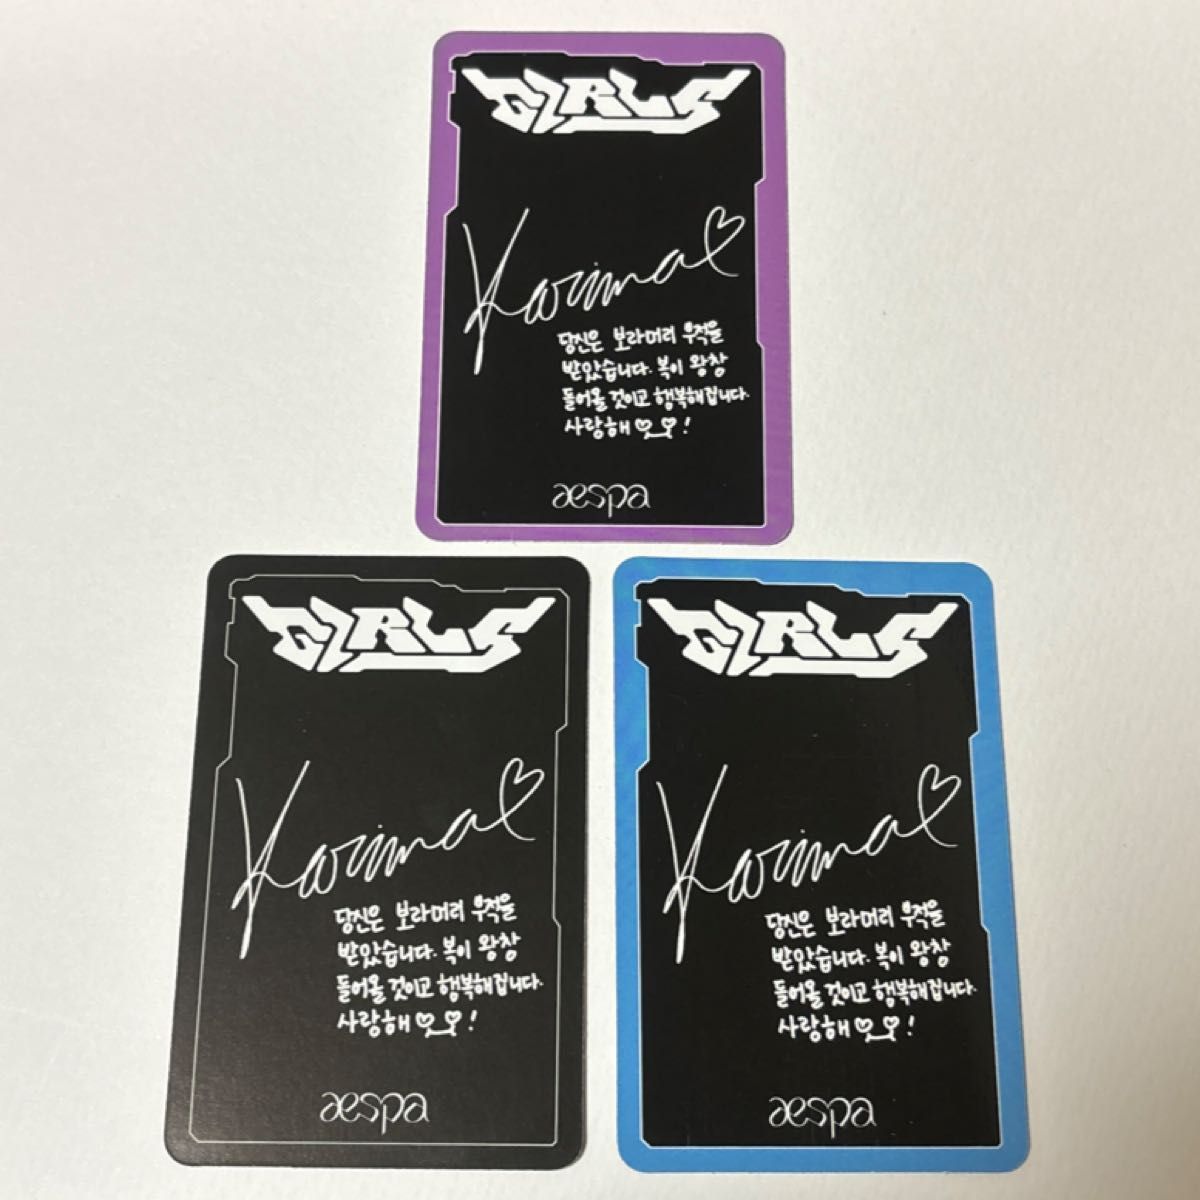 GIRLS
Karina♡
당신은 보라머리 우적을
받았습니다. 복이 왕창
들어올 것이고 행복해집니다.
사랑해♡♡!
aespa
GIRLS
Karina♡
당신은 보라머리 우적을
받았습니다. 복이 왕창
들어올 것이고 행복해집니다.
사랑해♡♡!
aespa
GIRLS
Karina♡
당신은 보라머리 우적을
받았습니다. 복이 왕창
들어올 것이고 행복해집니다.
사랑해♡♡!
aespa